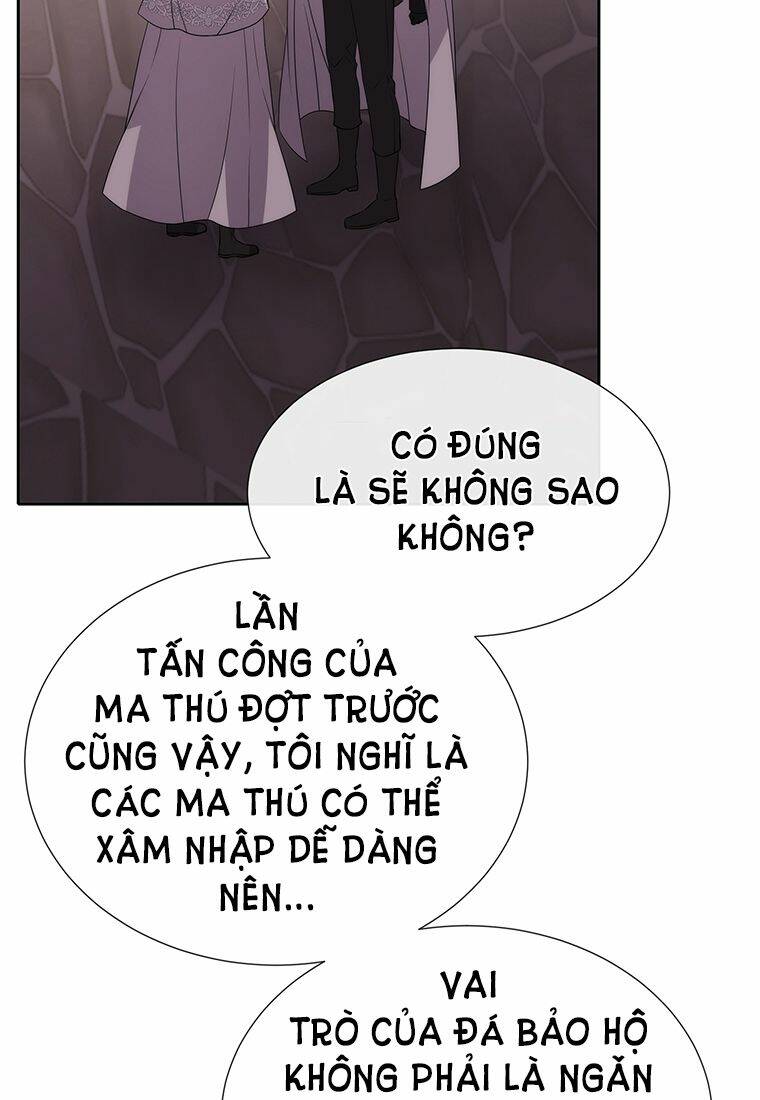 CÓ ĐÚNG
LÀ SẼ KHÔNG SAO
KHÔNG?
LẦN
TẤN CÔNG CỦA
MA THÚ ĐỢT TRƯỚC
CŨNG VẬY, TÔI NGHĨ LÀ
CÁC MA THÚ CÓ THỂ
XÂM NHẬP DỄ DÀNG
NÊN...
VAI
TRÒ CỦA ĐÁ BẢO HỘ
KHÔNG PHẢI LÀ NGĂN